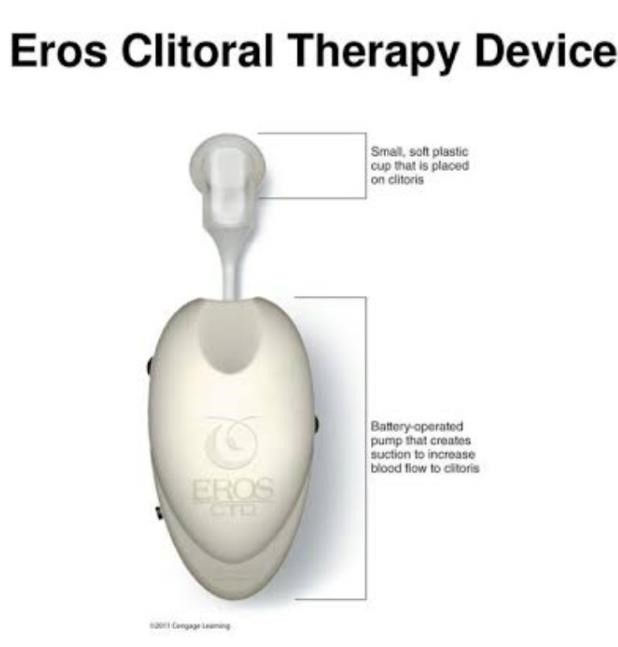 Eros Clitoral Therapy Device
Small, soft plastic
cup that is placed
on clitoris
Battery-operated
pump that creates
suction to increase
blood flow to clitoris
EROS
C.T.D.
©2011 Cengage Learning